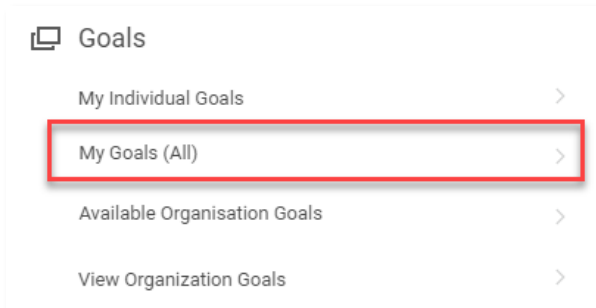 Goals
My Individual Goals
My Goals (All)
Available Organisation Goals
View Organization Goals